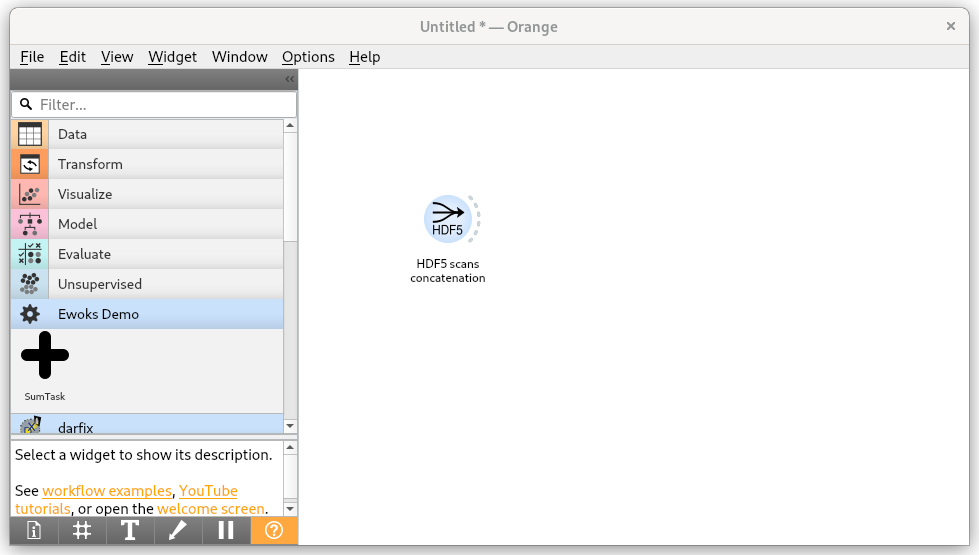 Untitled * — Orange
File Edit View Widget Window Options Help
Filter...
Data
Transform
Visualize
Model
Evaluate
Unsupervised
Ewoks Demo
SumTask
darfix
HDF5
HDF5 scans
concatenation
Select a widget to show its description.
See workflow examples, YouTube
tutorials, or open the welcome screen.